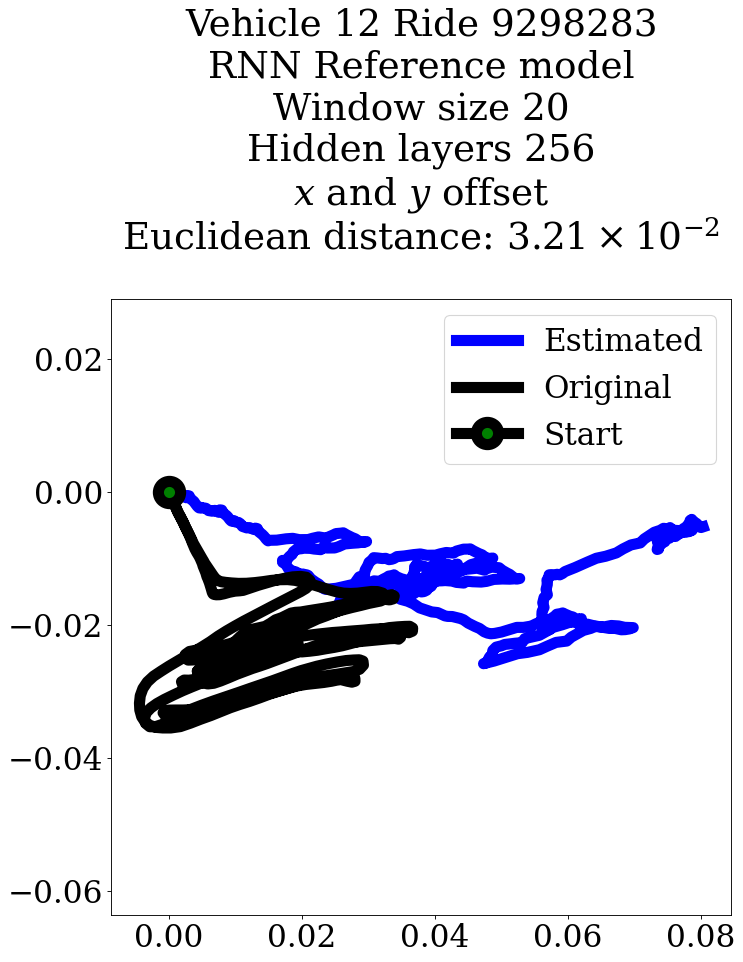 Vehicle 12 Ride 9298283
RNN Reference model
Window size 20
Hidden layers 256
x and y offset
Euclidean distance: 3.21 × 10⁻²
Estimated
Original
Start
0.02
0.00
−0.02
−0.04
−0.06
0.00 0.02 0.04 0.06 0.08